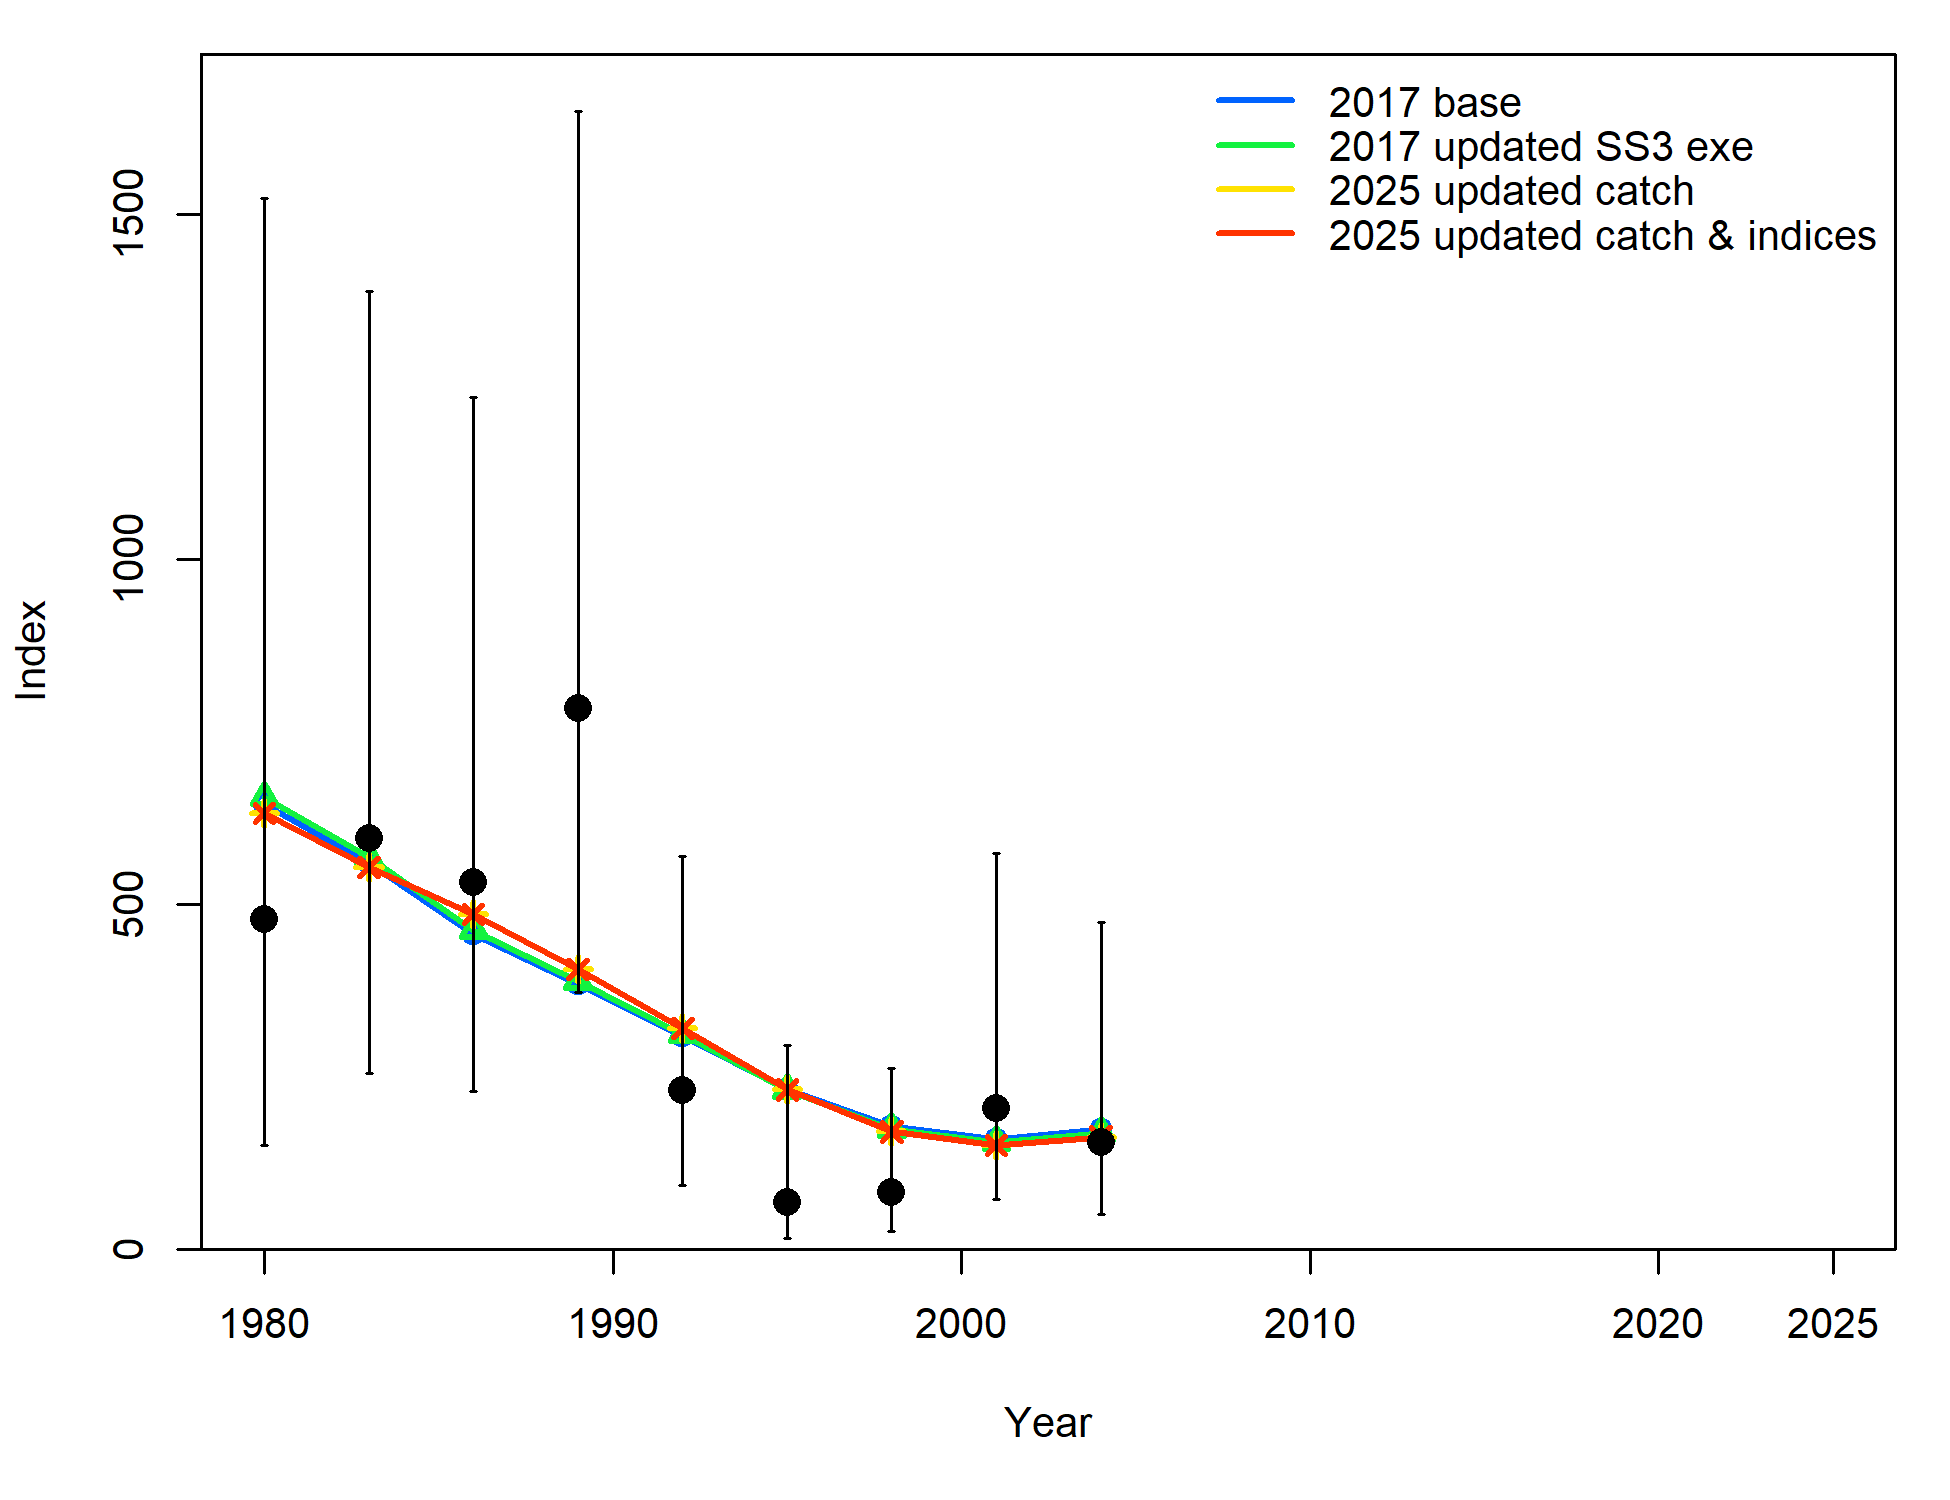 2017 base
2017 updated SS3 exe
2025 updated catch
2025 updated catch & indices
1500
1000
500
0
Index
1980 1990 2000 2010 2020 2025
Year